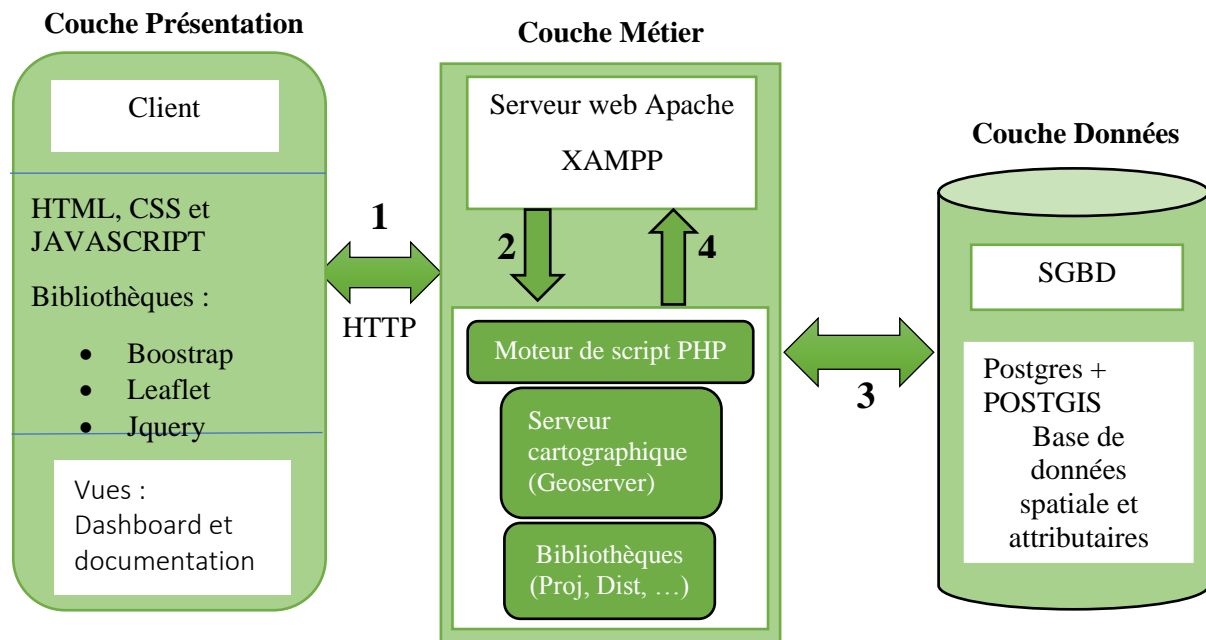 Couche Présentation
Client
HTML, CSS et
JAVASCRIPT
Bibliothèques :
• Boostrap
• Leaflet
• Jquery
Vues :
Dashboard et
documentation
1
HTTP
Couche Métier
Serveur web Apache
XAMPP
2
4
Moteur de script PHP
Serveur
cartographique
(Geoserver)
Bibliothèques
(Proj, Dist, …)
3
Couche Données
SGBD
Postgres +
POSTGIS
Base de
données
spatiale et
attributaires